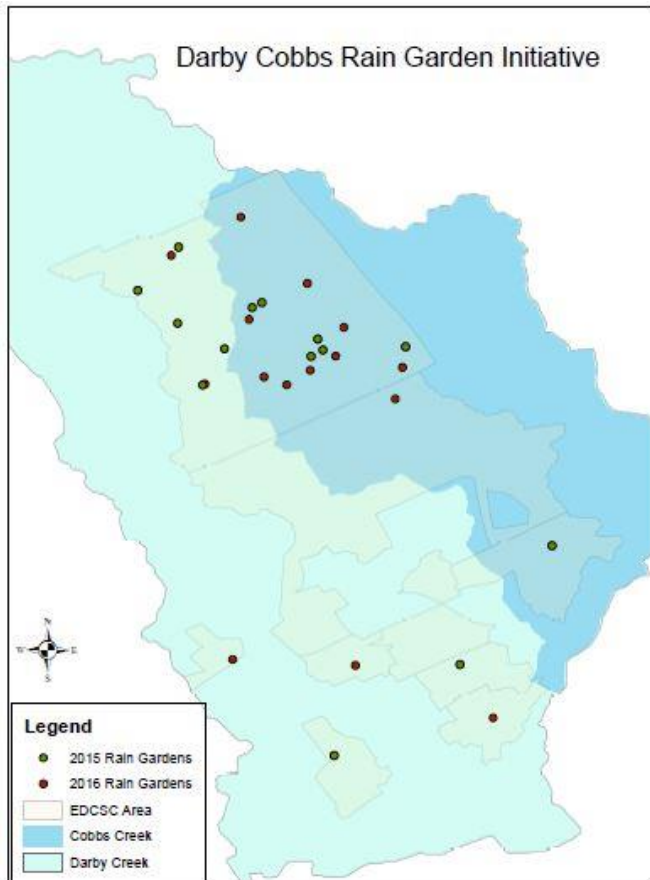 Darby Cobbs Rain Garden Initiative
N
W E
S
Legend
2015 Rain Gardens
2016 Rain Gardens
EDCSC Area
Cobbs Creek
Darby Creek